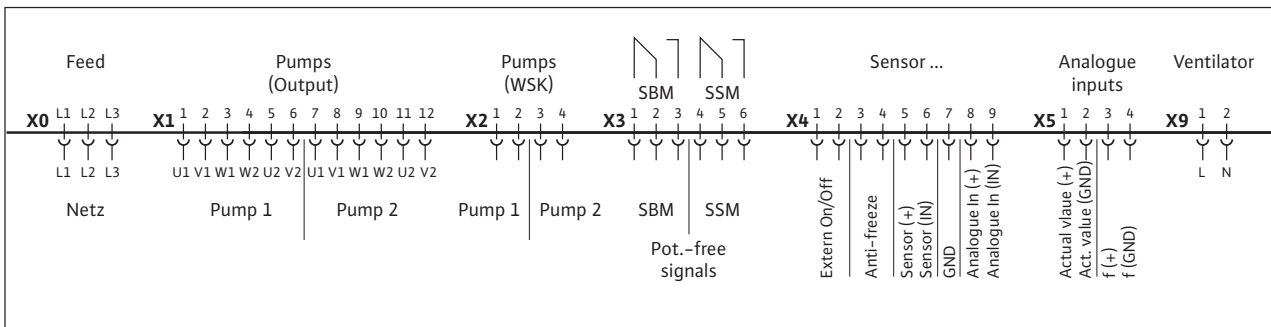 Feed
Pumps
(Output)
Pumps
(WSK)
SBM
SSM
Sensor ...
Analogue
inputs
Ventilator
X0 L1 L2 L3
X1 1 2 3 4 5 6 7 8 9 10 11 12
X2 1 2 3 4
X3 1 2 3 4 5 6
X4 1 2 3 4 5 6 7 8 9
X5 1 2 3 4
X9 1 2
L1 L2 L3
U1 V1 W1 W2 U2 V2 U1 V1 W1 W2 U2 V2
L N
Netz
Pump 1
Pump 2
Pump 1
Pump 2
SBM
SSM
Pot.-free
signals
Extern On/Off
Anti-freeze
Sensor (+)
Sensor (IN)
GND
Analogue In (+)
Analogue In (IN)
Actual vlaue (+)
Act. value (GND)
f (+)
f (GND)